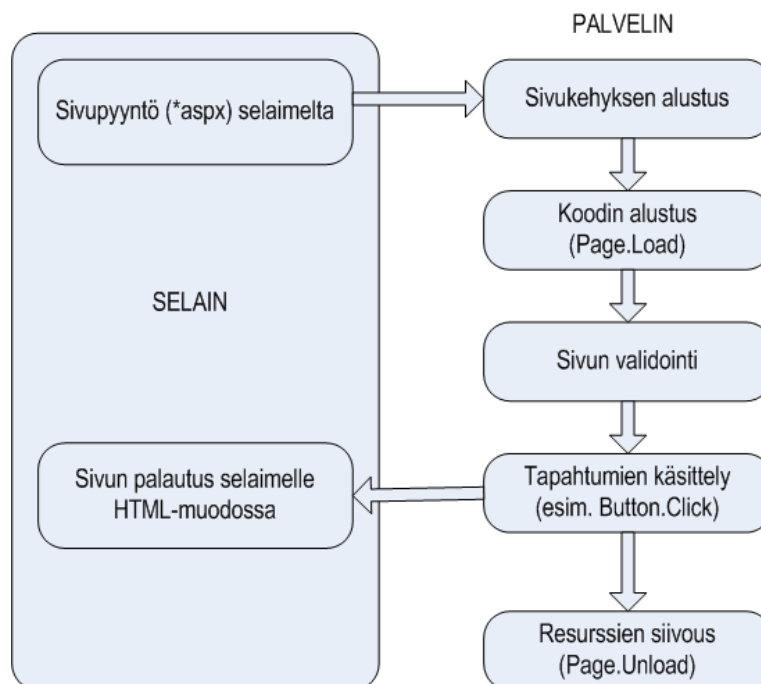 PALVELIN
Sivupyyntö (*aspx) selaimelta
Sivukehyksen alustus
Koodin alustus
(Page.Load)
SELAIN
Sivun validointi
Sivun palautus selaimelle
HTML-muodossa
Tapahtumien käsittely
(esim. Button.Click)
Resurssien siivous
(Page.Unload)